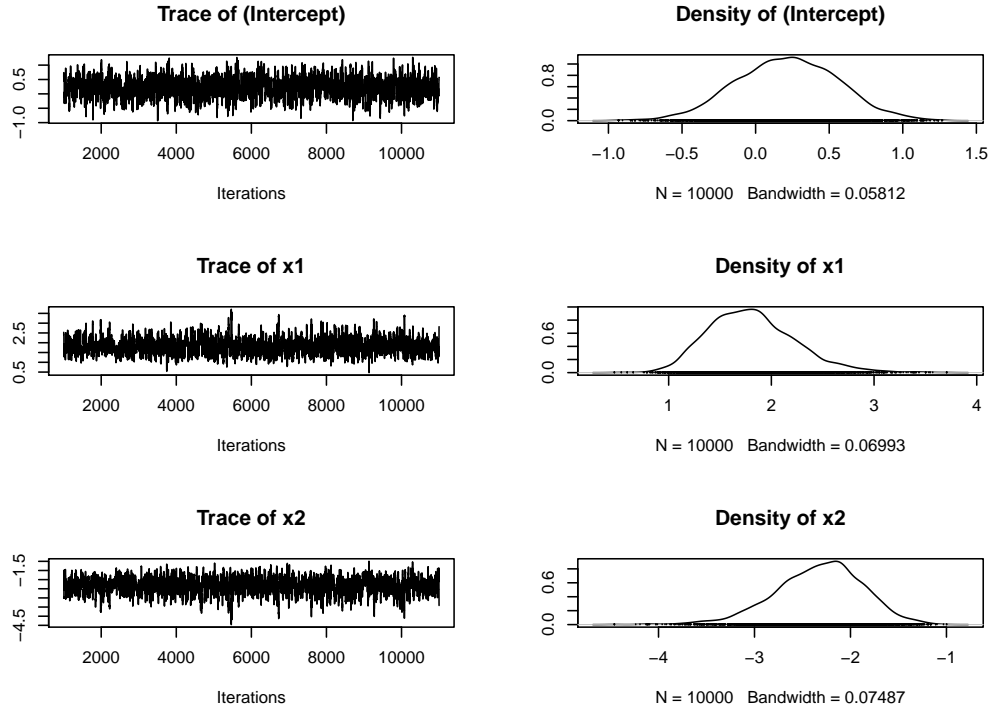 Trace of (Intercept)
0.5
−1.0
2000 4000 6000 8000 10000
Iterations
Density of (Intercept)
0.8
0.0
−1.0 −0.5 0.0 0.5 1.0 1.5
N = 10000 Bandwidth = 0.05812
Trace of x1
2.5
0.5
2000 4000 6000 8000 10000
Iterations
Density of x1
0.6
0.0
1 2 3 4
N = 10000 Bandwidth = 0.06993
Trace of x2
−1.5
−4.5
2000 4000 6000 8000 10000
Iterations
Density of x2
0.6
0.0
−4 −3 −2 −1
N = 10000 Bandwidth = 0.07487